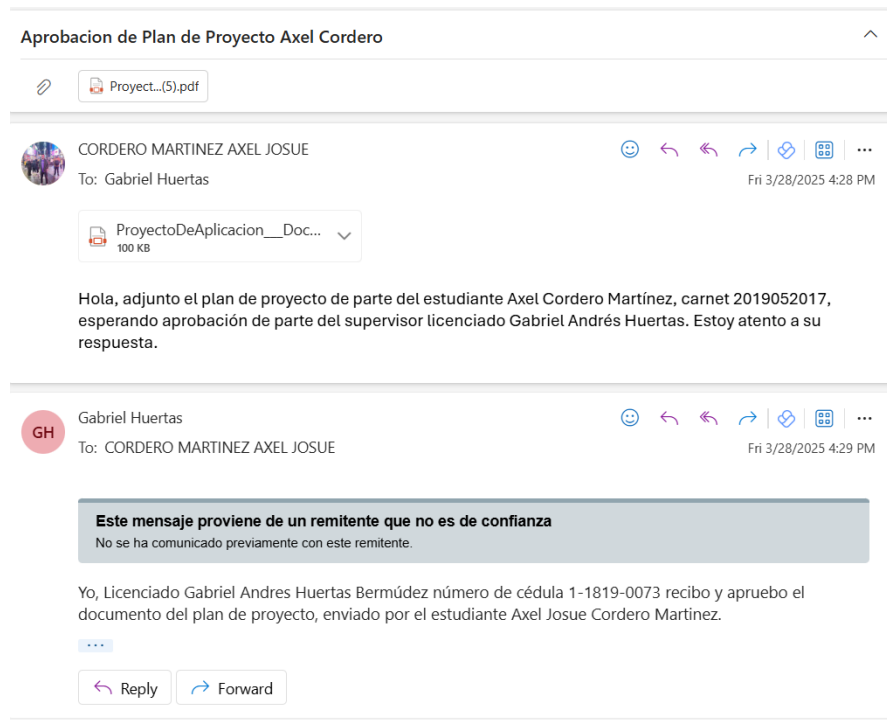 Aprobacion de Plan de Proyecto Axel Cordero
Proyect...(5).pdf
CORDERO MARTINEZ AXEL JOSUE
To: Gabriel Huertas
Fri 3/28/2025 4:28 PM
ProyectoDeAplicacion__Doc...
100 KB
Hola, adjunto el plan de proyecto de parte del estudiante Axel Cordero Martínez, carnet 2019052017,
esperando aprobación de parte del supervisor licenciado Gabriel Andrés Huertas. Estoy atento a su
respuesta.
GH
Gabriel Huertas
To: CORDERO MARTINEZ AXEL JOSUE
Fri 3/28/2025 4:29 PM
Este mensaje proviene de un remitente que no es de confianza
No se ha comunicado previamente con este remitente.
Yo, Licenciado Gabriel Andres Huertas Bermúdez número de cédula 1-1819-0073 recibo y apruebo el
documento del plan de proyecto, enviado por el estudiante Axel Josue Cordero Martinez.
...
Reply
Forward